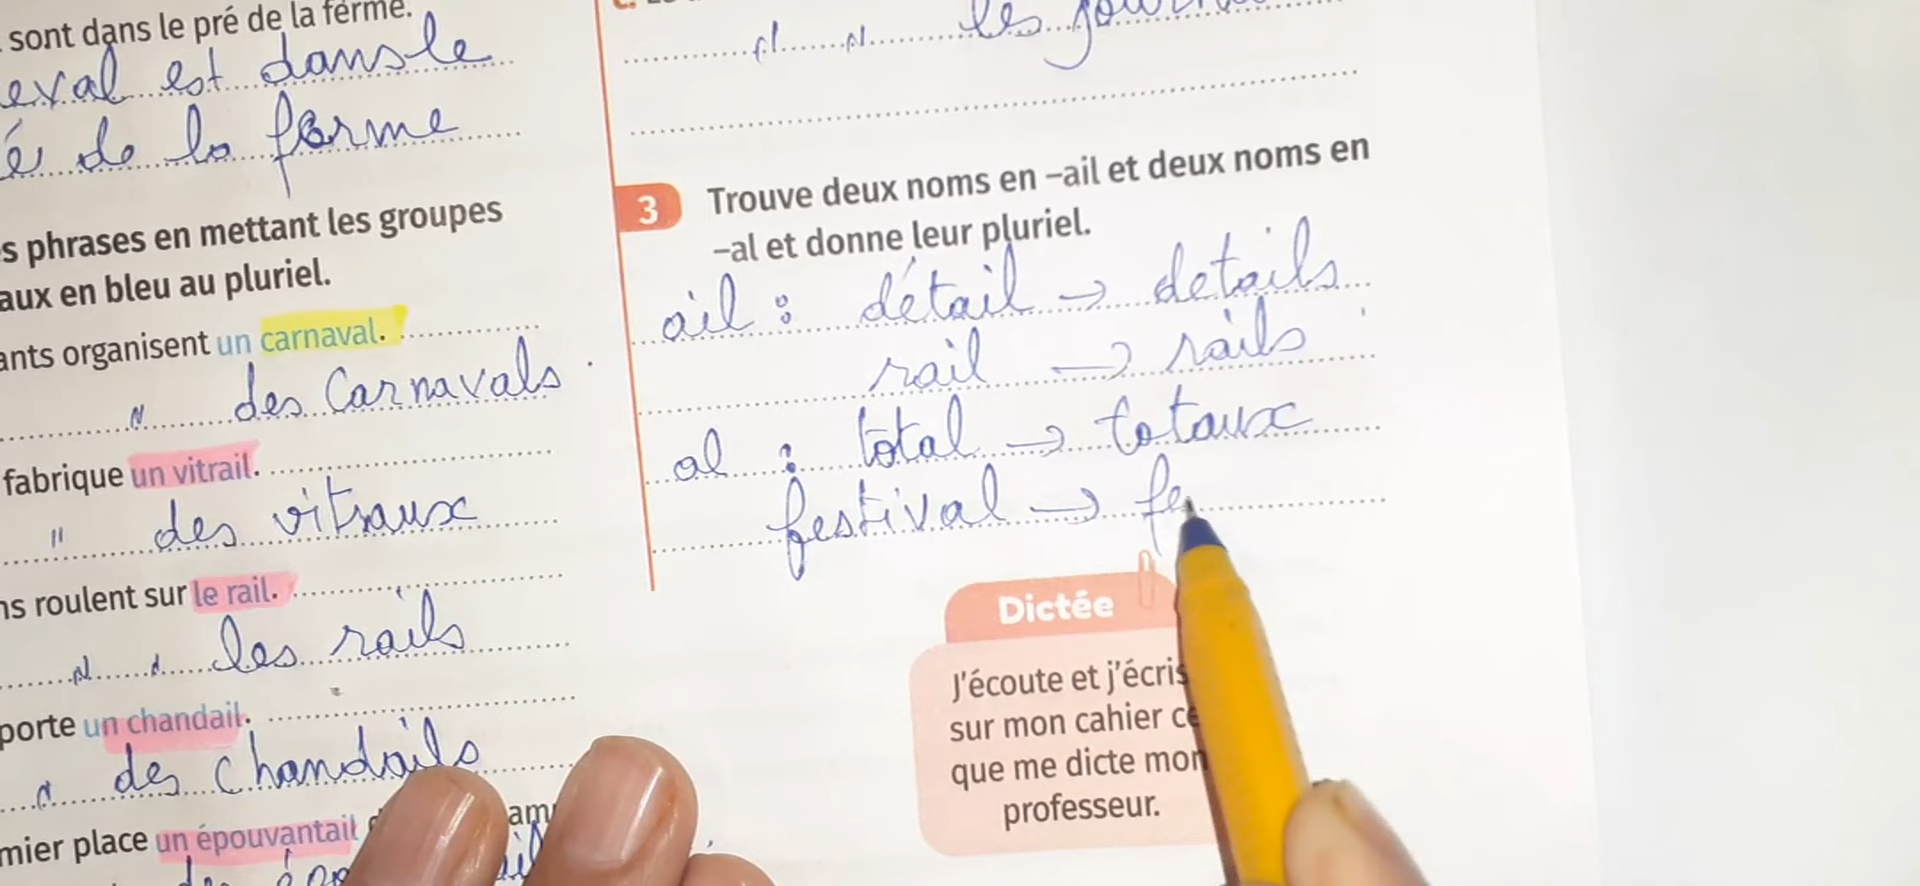 sont dans le pré de la ferme.
eval est dans le
é de la ferme
s phrases en mettant les groupes
aux en bleu au pluriel.
ants organisent un carnaval.
" des Carnavals
fabrique un vitrail.
" des vitraux
ns roulent sur le rail.
" " les rails
porte un chandail.
" des chandails
mier place un épouvantail
les
3 Trouve deux noms en –ail et deux noms en
–al et donne leur pluriel.
ail : détail → details
rail → rails
al : total → totaux
festival → fe
Dictée
J'écoute et j'écris
sur mon cahier ce
que me dicte mon
professeur.